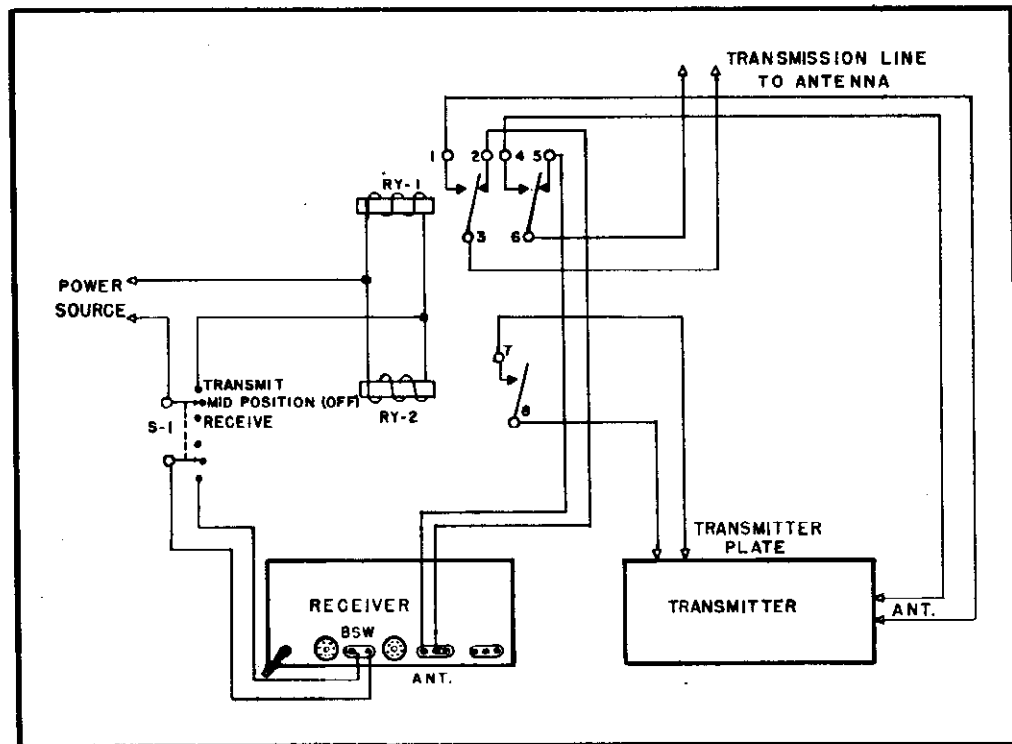 TRANSMISSION LINE
TO ANTENNA
1
2
4
5
RY-1
3
6
POWER
SOURCE
7
TRANSMIT
MID POSITION (OFF)
S-1
RECEIVE
RY-2
8
TRANSMITTER
PLATE
RECEIVER
BSW
ANT.
TRANSMITTER
ANT.